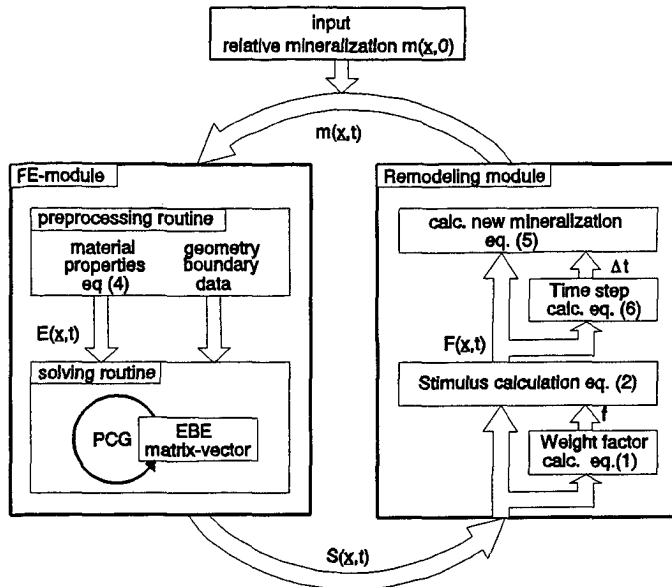 input
relative mineralization m(x,0)
m(x,t)
FE-module
preprocessing routine
material
properties
eq (4)
geometry
boundary
data
E(x,t)
solving routine
PCG
EBE
matrix-vector
Remodeling module
calc. new mineralization
eq. (5)
Δt
Time step
calc. eq. (6)
F(x,t)
Stimulus calculation eq. (2)
f
Weight factor
calc. eq.(1)
S(x,t)